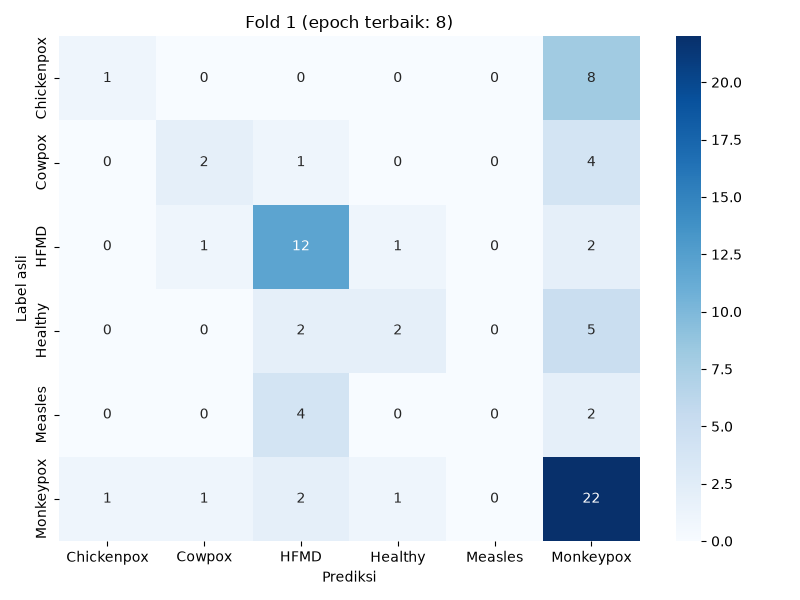 Fold 1 (epoch terbaik: 8)
Label asli
Chickenpox 1 0 0 0 0 8
Cowpox 0 2 1 0 0 4
HFMD 0 1 12 1 0 2
Healthy 0 0 2 2 0 5
Measles 0 0 4 0 0 2
Monkeypox 1 1 2 1 0 22
Chickenpox Cowpox HFMD Healthy Measles Monkeypox
Prediksi
20.0
17.5
15.0
12.5
10.0
7.5
5.0
2.5
0.0